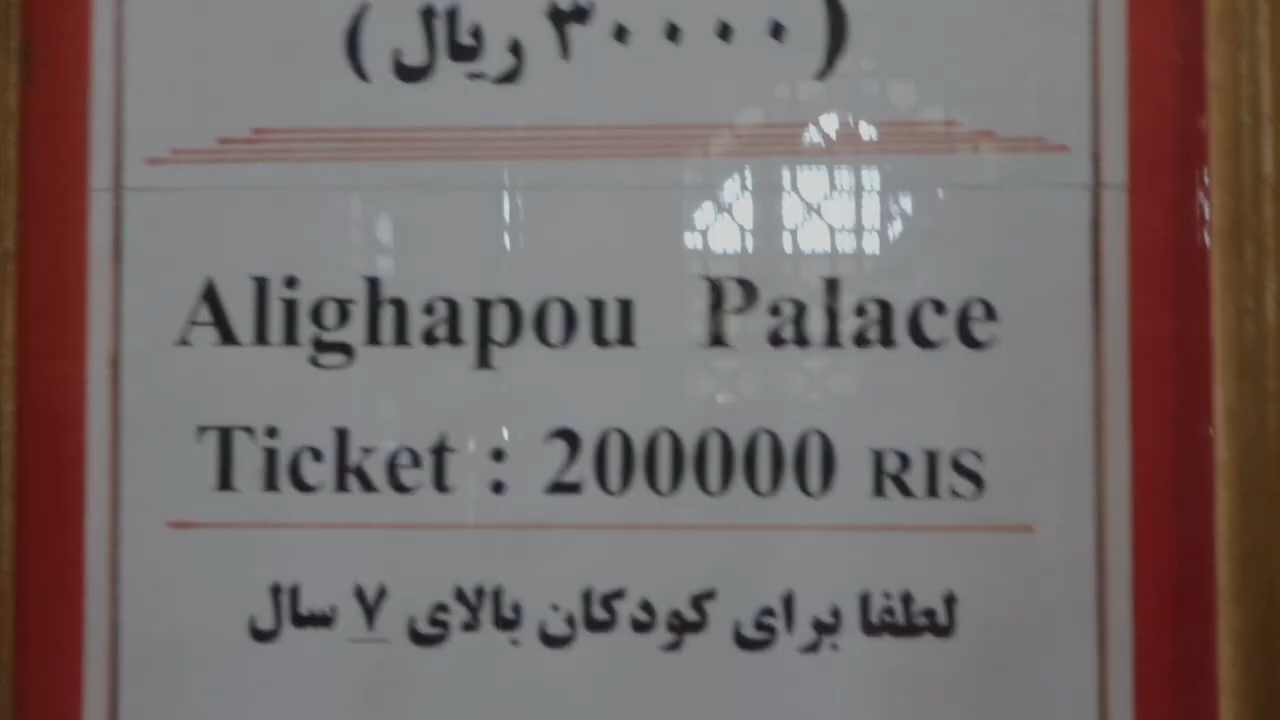 (۳۰۰۰۰ ریال)
Alighapou Palace
Ticket : 200000 RIS
لطفا برای کودکان بالای ۷ سال